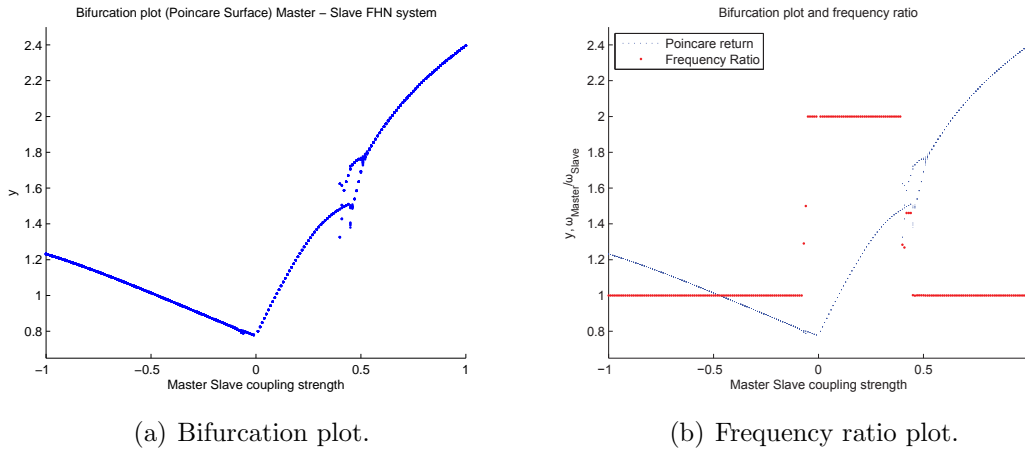 Bifurcation plot (Poincare Surface) Master – Slave FHN system
y
2.4
2.2
2
1.8
1.6
1.4
1.2
1
0.8
−1
−0.5
0
0.5
1
Master Slave coupling strength
(a) Bifurcation plot.
Bifurcation plot and frequency ratio
Poincare return
Frequency Ratio
y, ω_Master/ω_Slave
2.4
2.2
2
1.8
1.6
1.4
1.2
1
0.8
−1
−0.5
0
0.5
Master Slave coupling strength
(b) Frequency ratio plot.